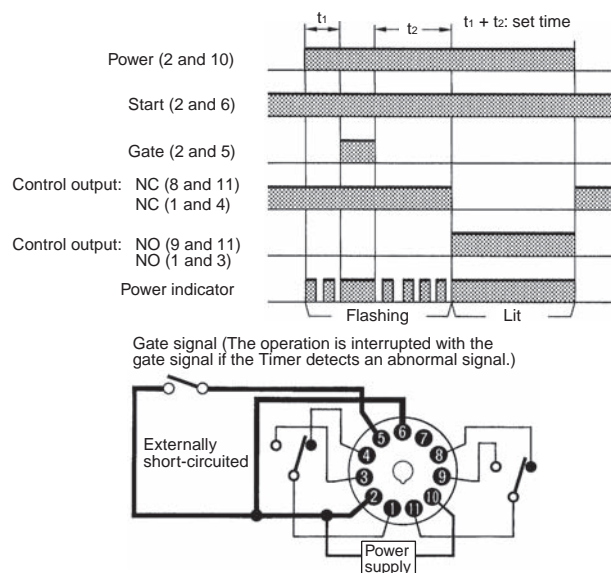 t1 t2 t1 + t2: set time
Power (2 and 10)
Start (2 and 6)
Gate (2 and 5)
Control output: NC (8 and 11)
NC (1 and 4)
Control output: NO (9 and 11)
NO (1 and 3)
Power indicator
Flashing Lit
Gate signal (The operation is interrupted with the
gate signal if the Timer detects an abnormal signal.)
Externally
short-circuited
5 6 7
4 8
3 9
2 10
1 11
Power
supply